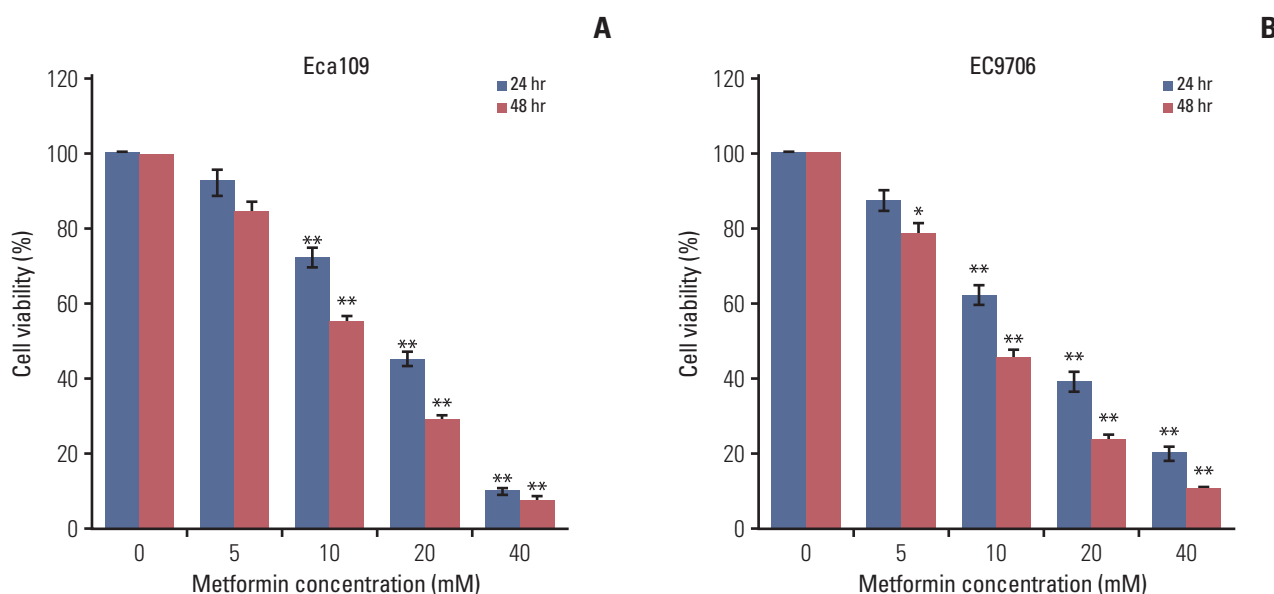 A
Eca109
24 hr
48 hr
Cell viability (%)
120
100
80
60
40
20
0
**
**
**
**
**
**
0 5 10 20 40
Metformin concentration (mM)
B
EC9706
24 hr
48 hr
Cell viability (%)
120
100
80
60
40
20
0
*
**
**
**
**
**
**
0 5 10 20 40
Metformin concentration (mM)